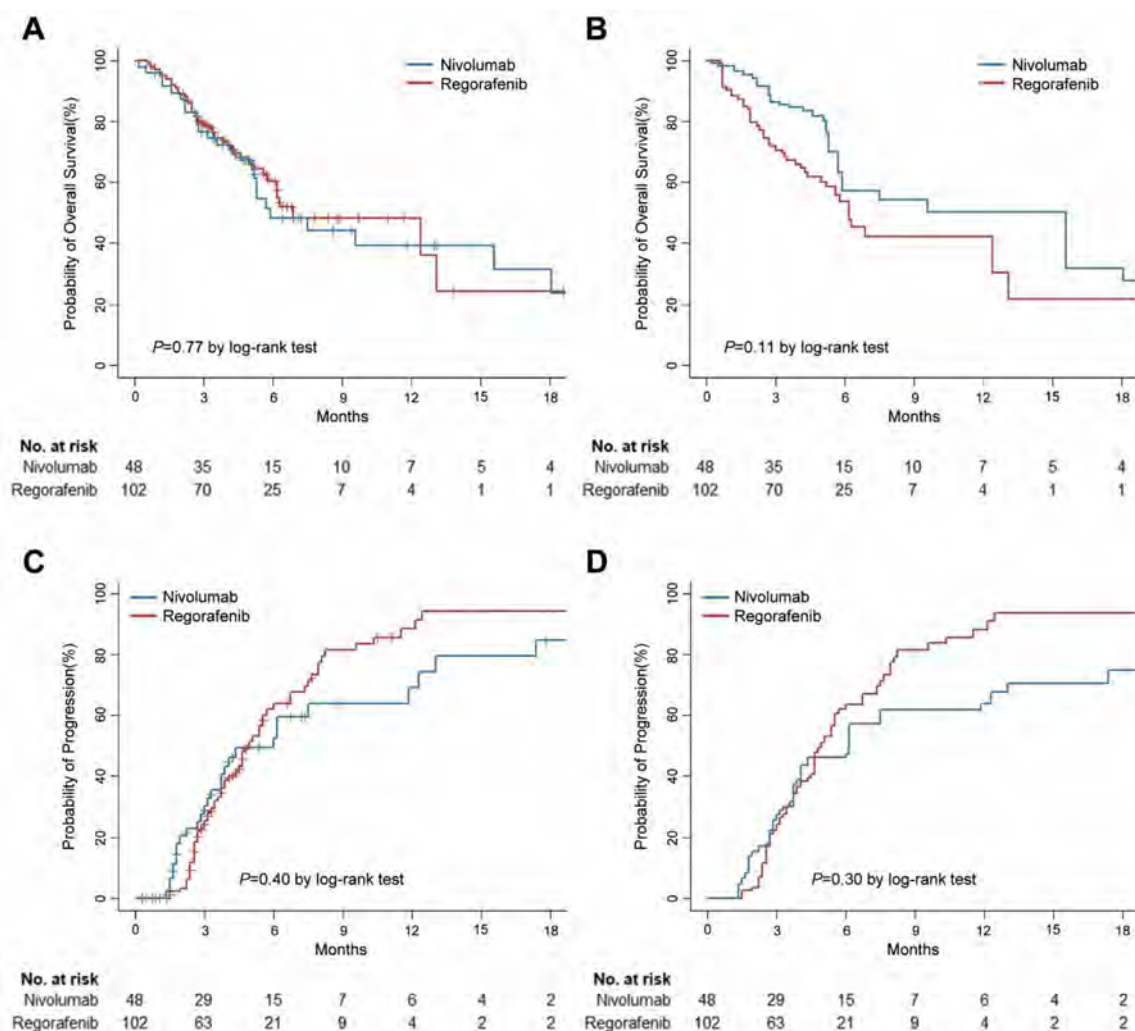 A
B
Nivolumab
Regorafenib
Nivolumab
Regorafenib
Probability of Overall Survival(%)
0 20 40 60 80 100
P=0.77 by log-rank test
0 3 6 9 12 15 18
Months
Probability of Overall Survival(%)
0 20 40 60 80 100
P=0.11 by log-rank test
0 3 6 9 12 15 18
Months
No. at risk
Nivolumab 48 35 15 10 7 5 4
Regorafenib 102 70 25 7 4 1 1
No. at risk
Nivolumab 48 35 15 10 7 5 4
Regorafenib 102 70 25 7 4 1 1
C
D
Nivolumab
Regorafenib
Nivolumab
Regorafenib
Probability of Progression(%)
0 20 40 60 80 100
P=0.40 by log-rank test
0 3 6 9 12 15 18
Months
Probability of Progression(%)
0 20 40 60 80 100
P=0.30 by log-rank test
0 3 6 9 12 15 18
Months
No. at risk
Nivolumab 48 29 15 7 6 4 2
Regorafenib 102 63 21 9 4 2 2
No. at risk
Nivolumab 48 29 15 7 6 4 2
Regorafenib 102 63 21 9 4 2 2